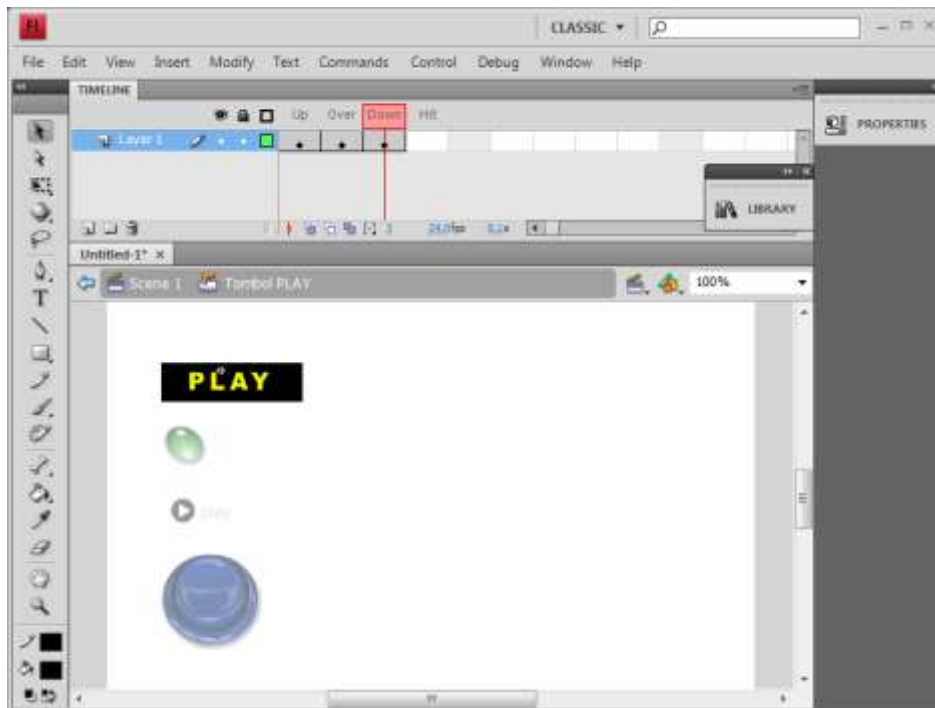 Fl
CLASSIC
File Edit View Insert Modify Text Commands Control Debug Window Help
TIMELINE
Up Over Down Hit
Layer 1
PROPERTIES
LIBRARY
Untitled-1* ×
Scene 1 Tombol PLAY
100%
T
PLAY